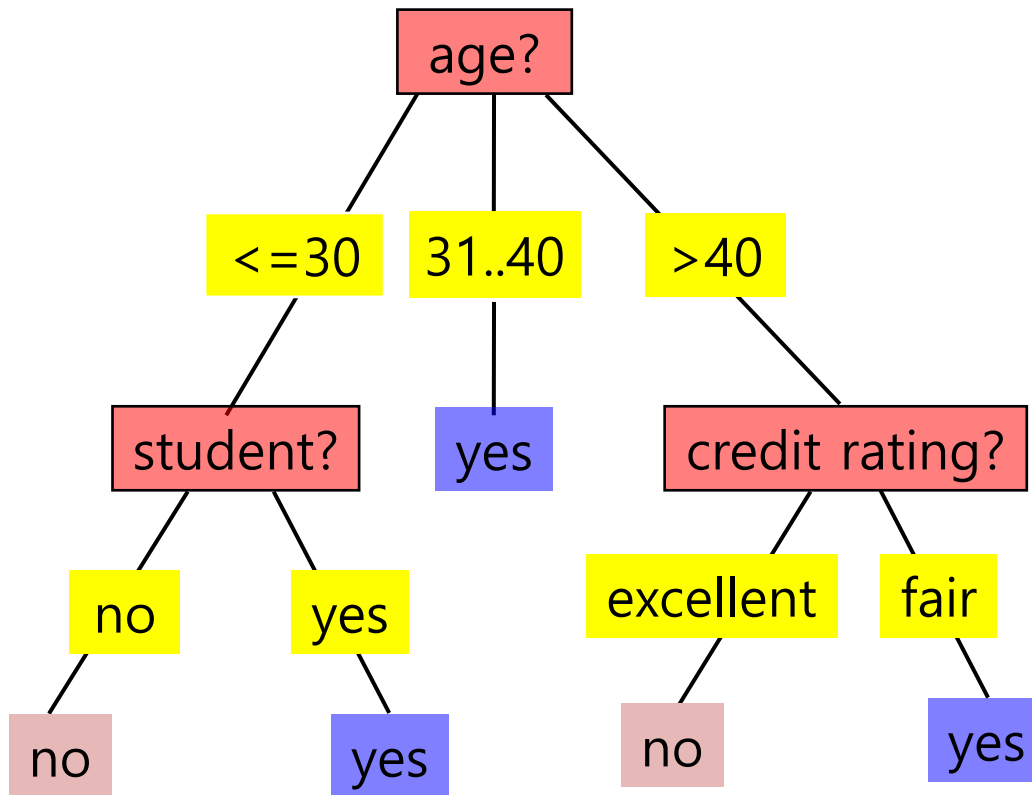 age?
<=30 31..40 >40
student? yes credit rating?
no yes excellent fair
no yes no yes